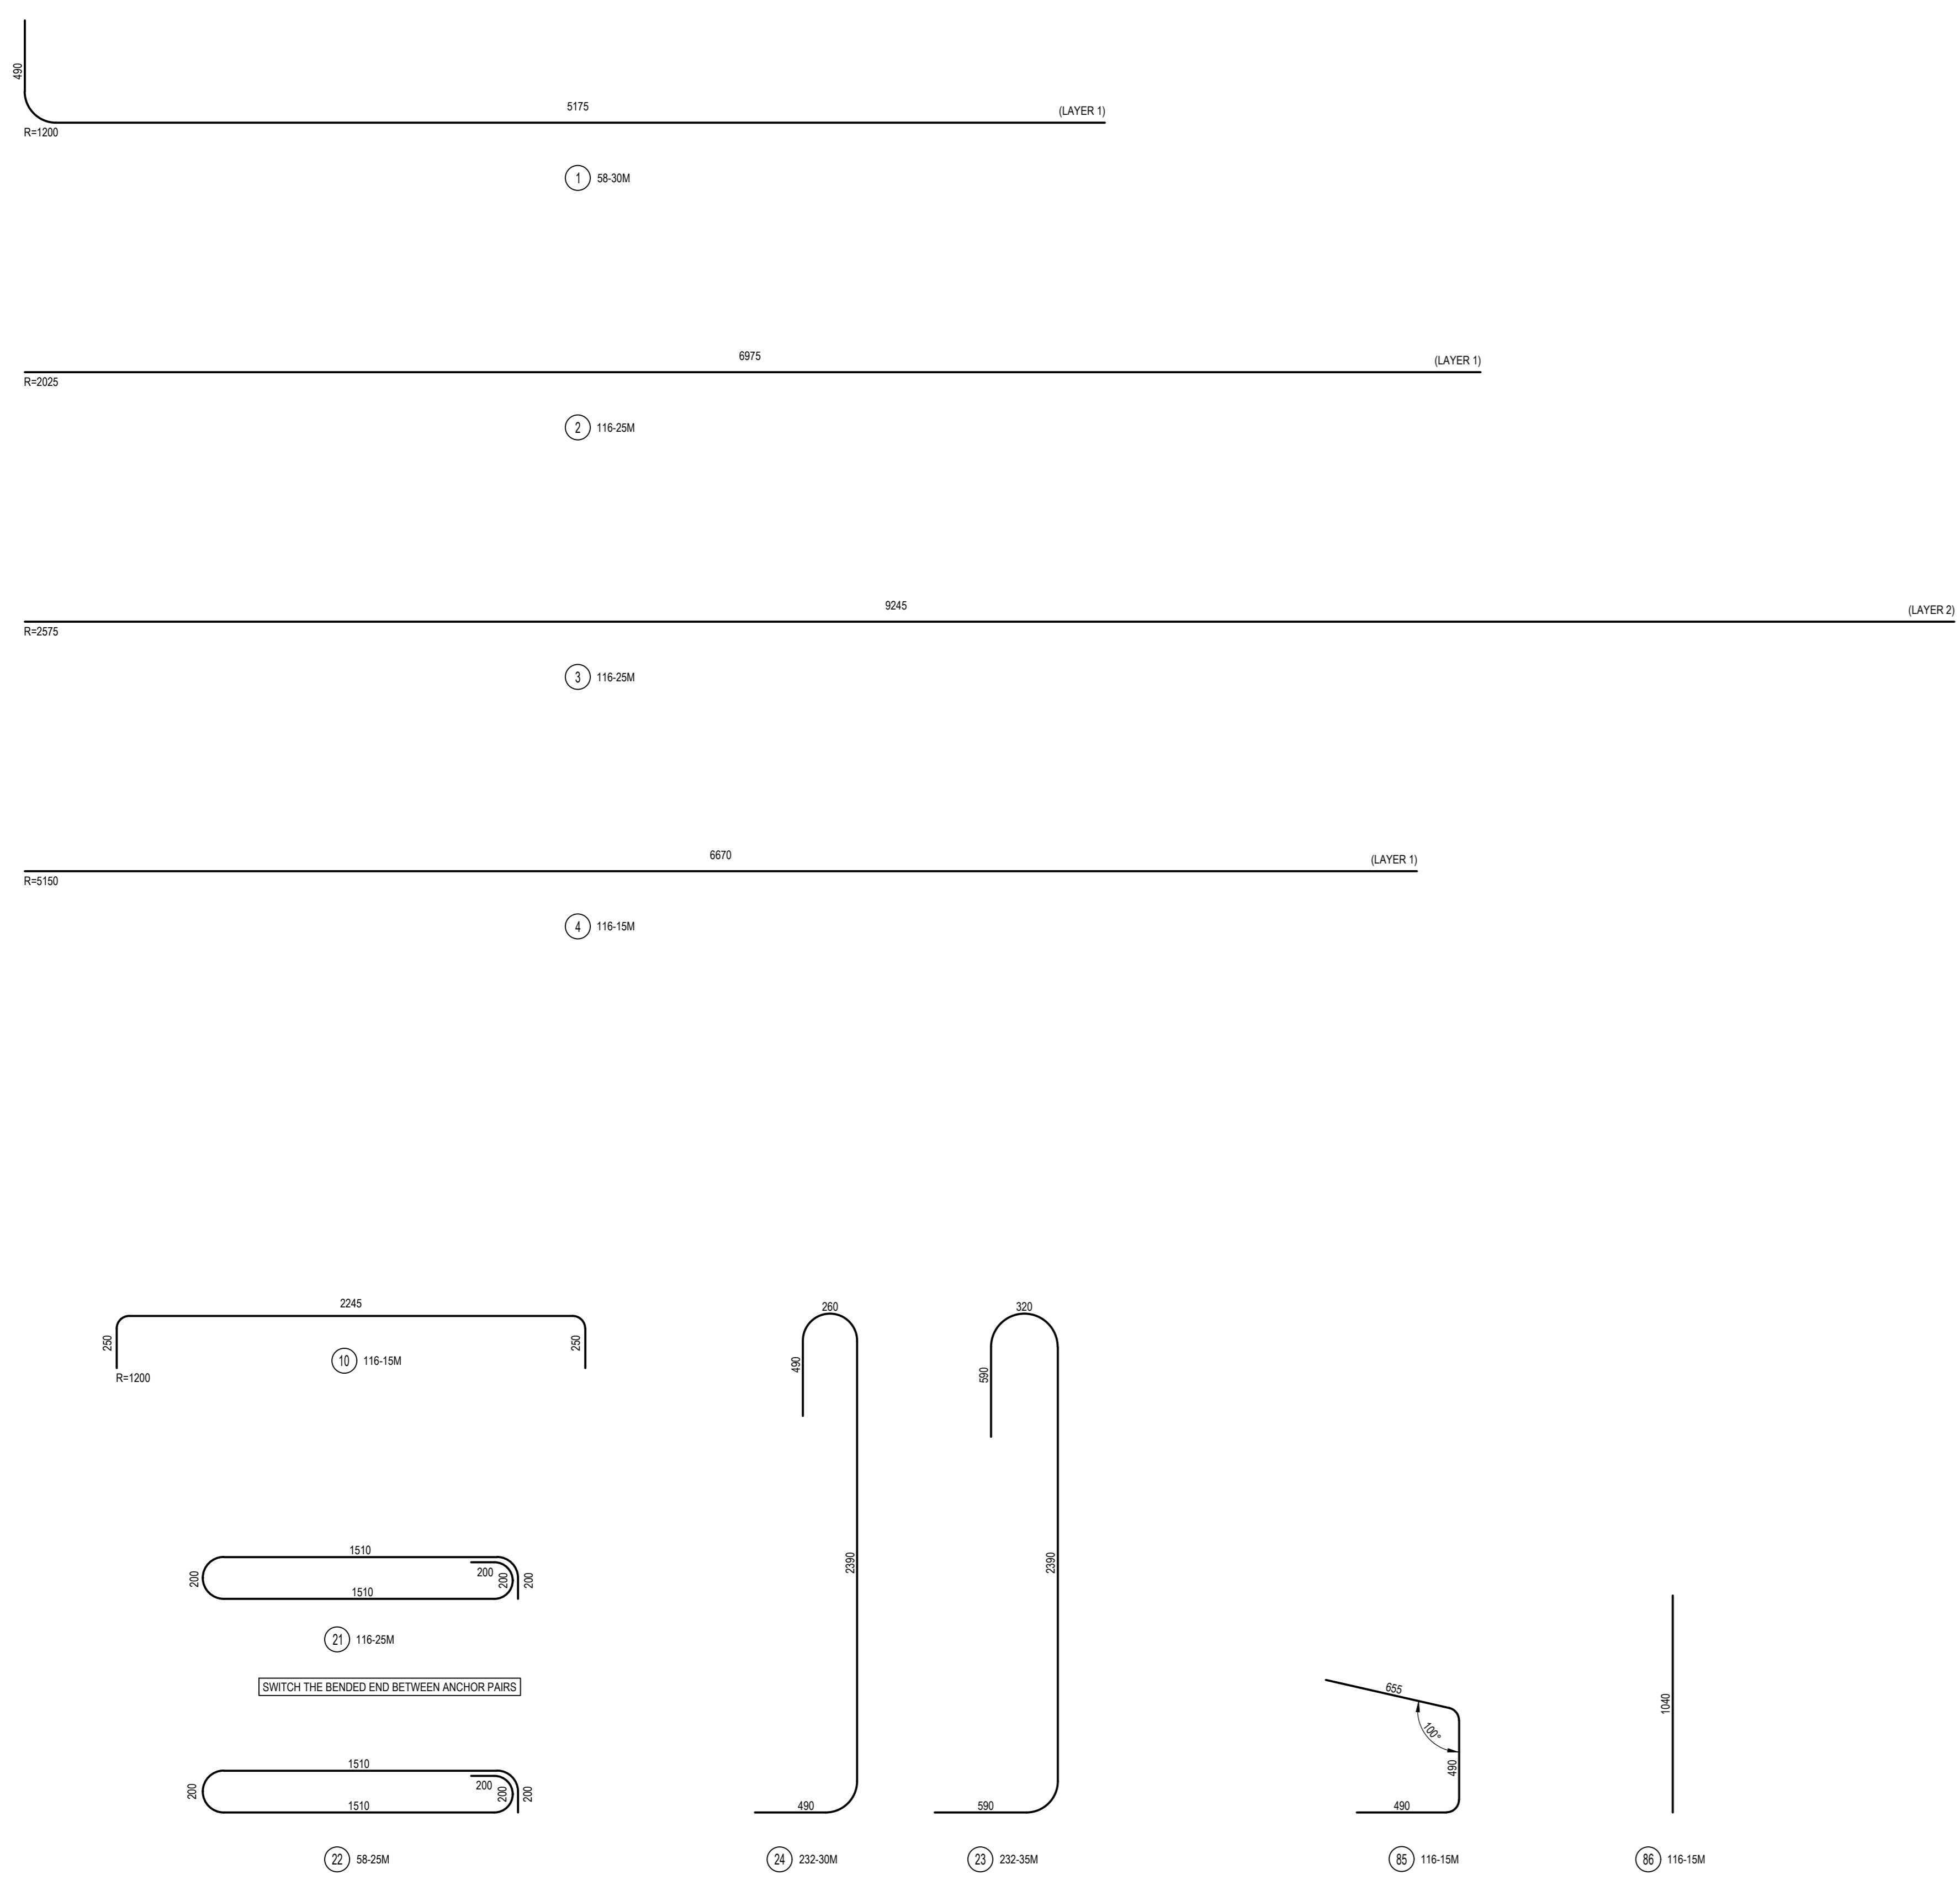 490
5175
(LAYER 1)
R=1200
1 58-30M
6975
(LAYER 1)
R=2025
2 116-25M
9245
(LAYER 2)
R=2575
3 116-25M
6670
(LAYER 1)
R=5150
4 116-15M
2245
250
250
10 116-15M
R=1200
1510
200
200
200
200
1510
21 116-25M
SWITCH THE BENDED END BETWEEN ANCHOR PAIRS
1510
200
200
200
200
1510
22 58-25M
260
490
2390
490
24 232-30M
320
590
2390
590
23 232-35M
655
100°
490
490
85 116-15M
1040
86 116-15M